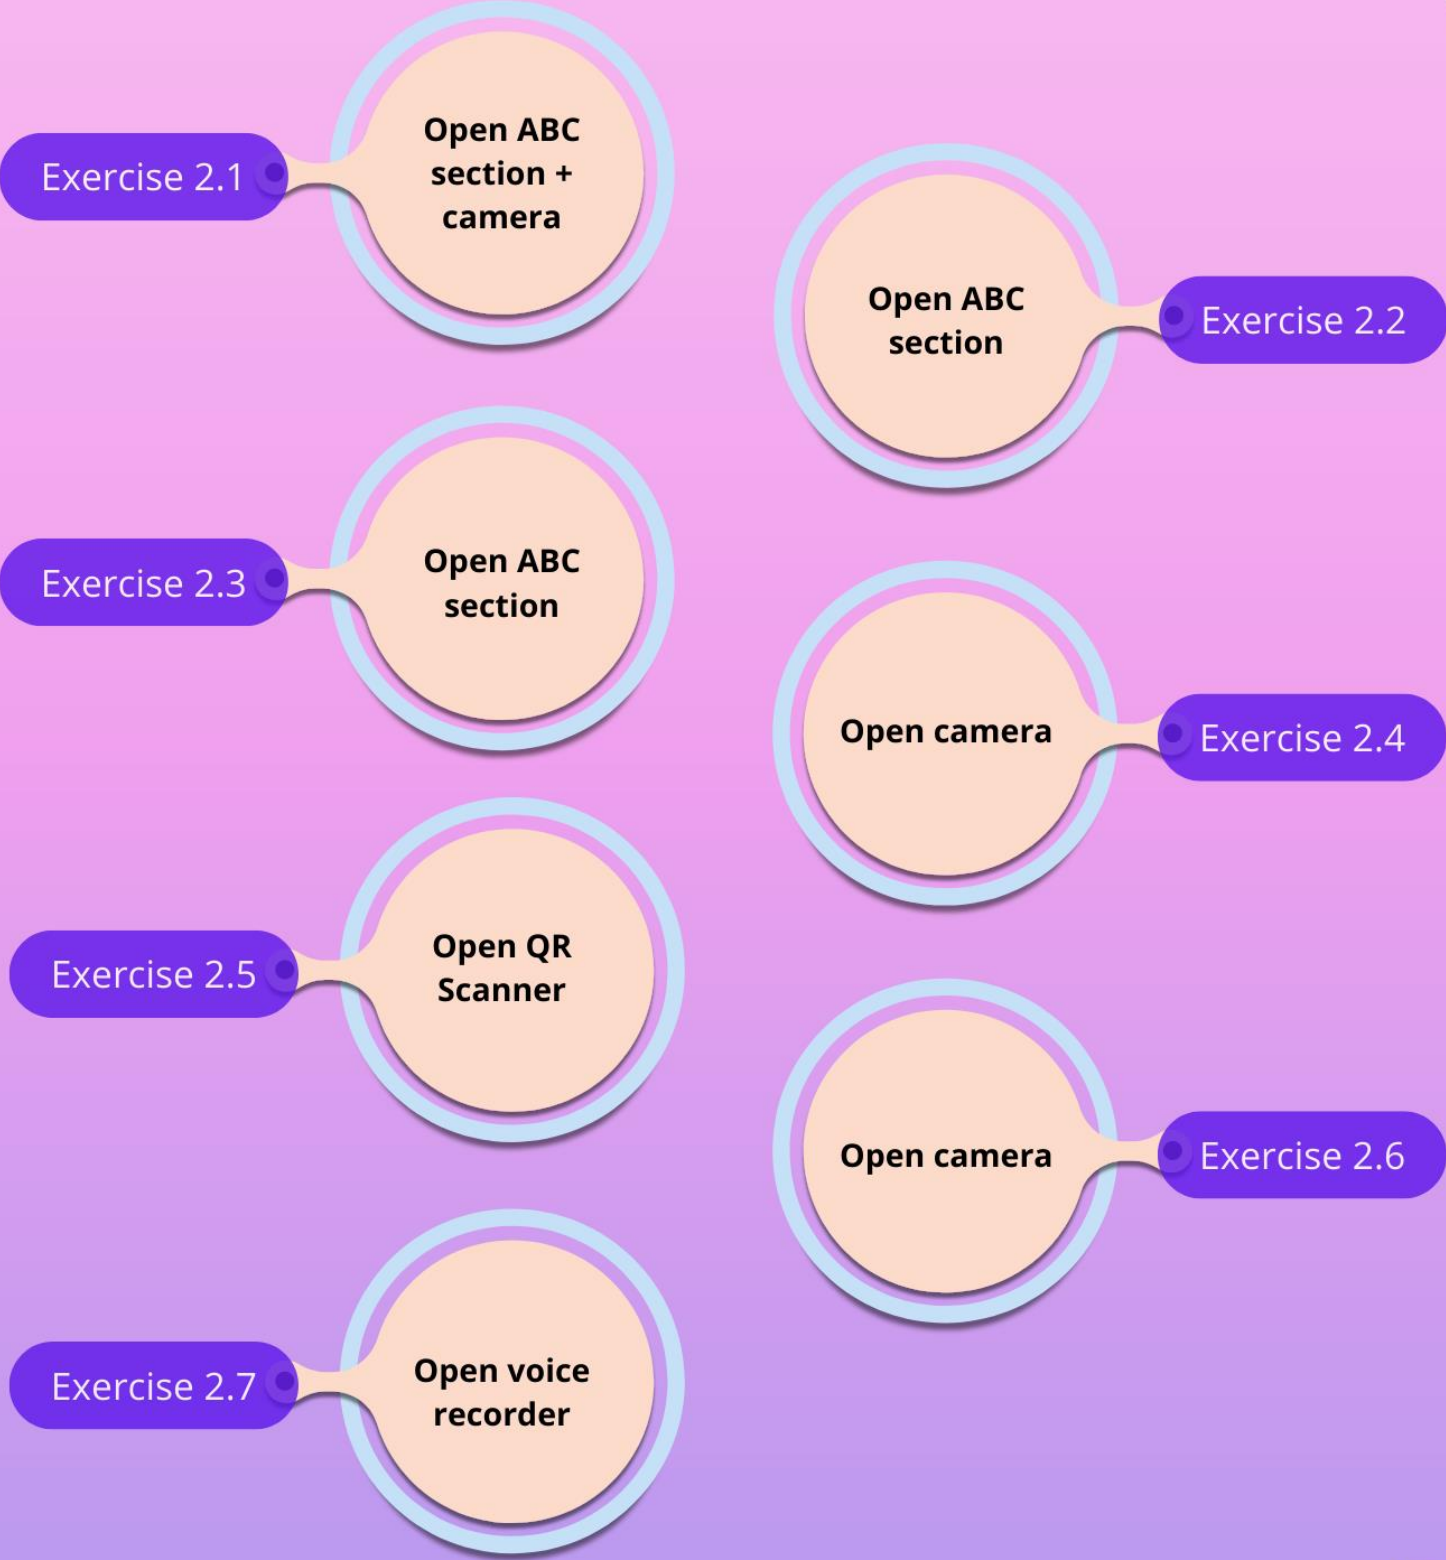 Exercise 2.1
Open ABC
section +
camera
Open ABC
section
Exercise 2.2
Exercise 2.3
Open ABC
section
Open camera
Exercise 2.4
Exercise 2.5
Open QR
Scanner
Open camera
Exercise 2.6
Exercise 2.7
Open voice
recorder